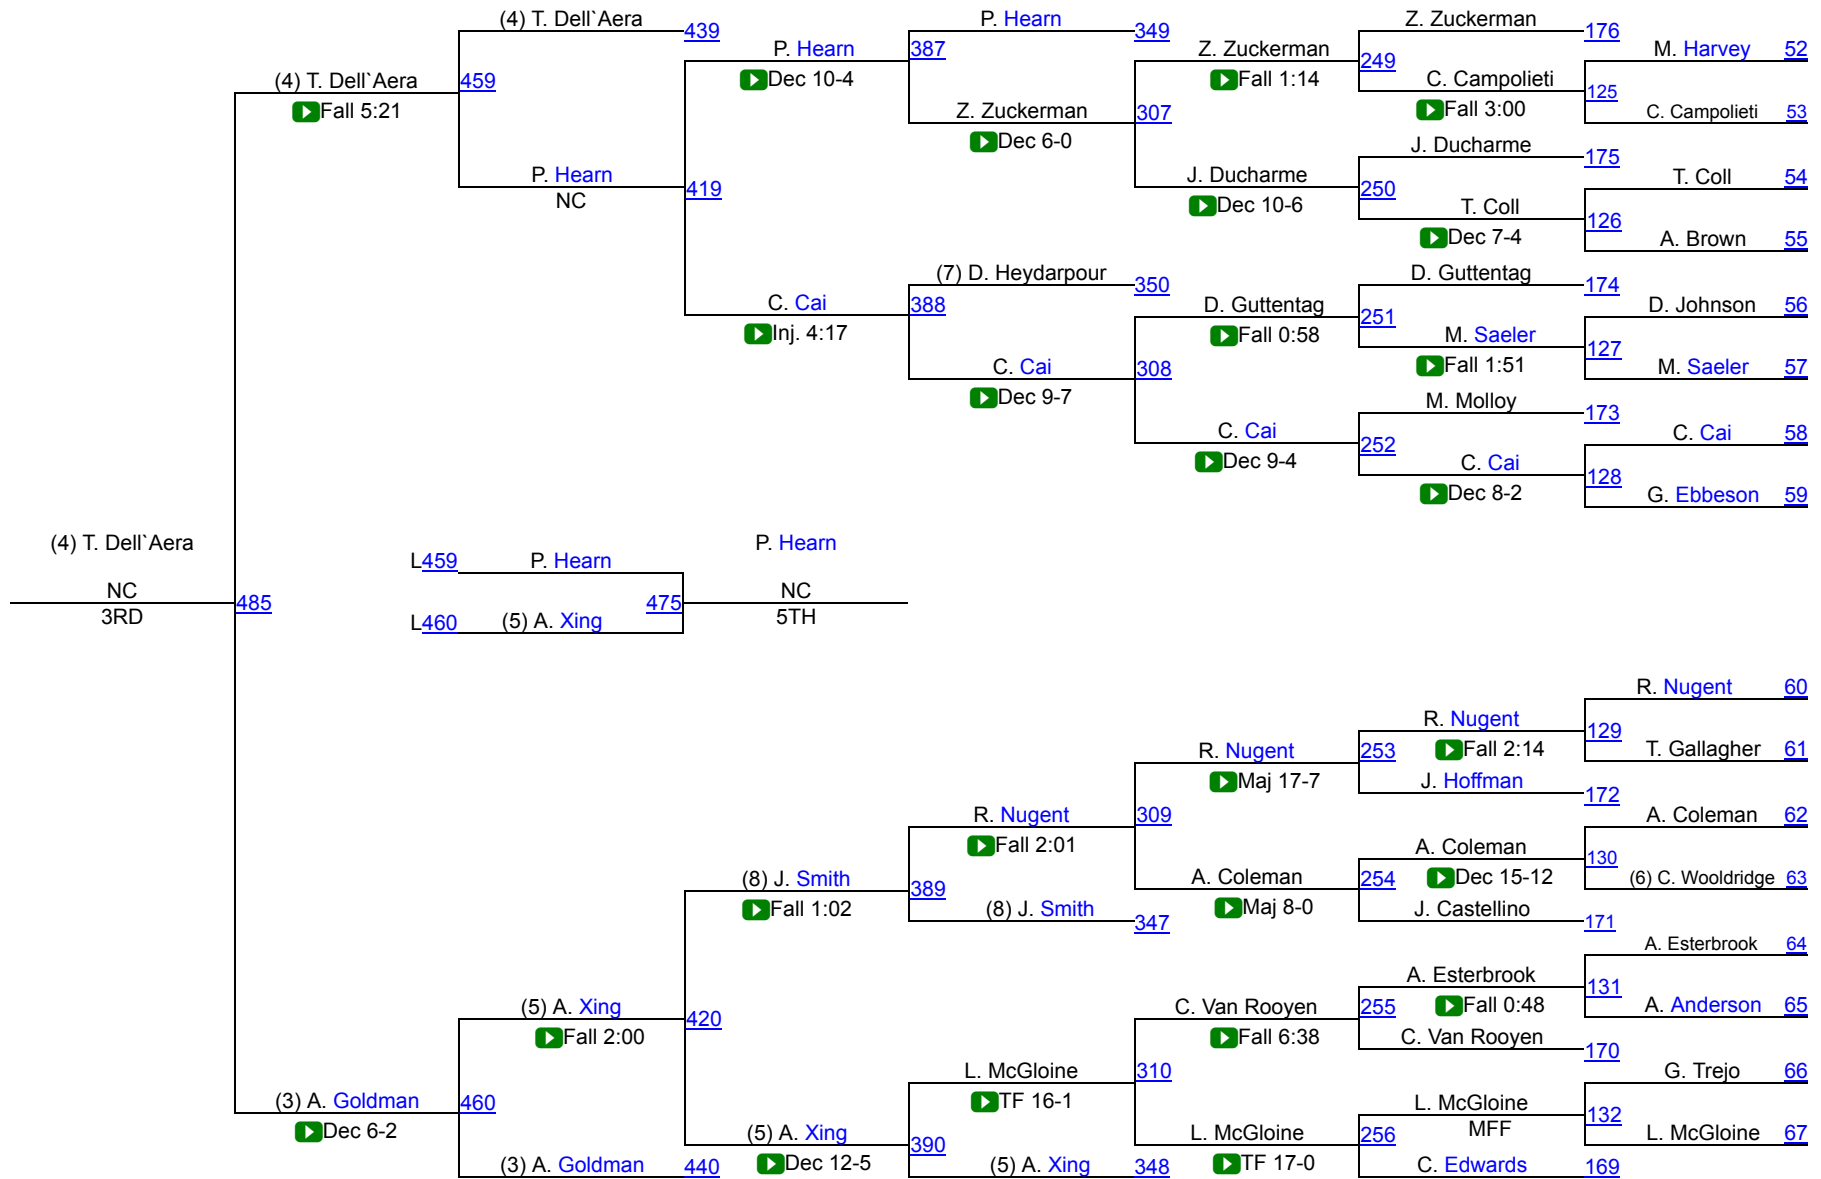 (4) T. Dell`Aera
439
P. Hearn
349
Z. Zuckerman
176
P. Hearn
387
Dec 10-4
Z. Zuckerman
249
Fall 1:14
M. Harvey 52
(4) T. Dell`Aera
459
Fall 5:21
C. Campolieti
125
Fall 3:00
C. Campolieti 53
Z. Zuckerman
307
Dec 6-0
J. Ducharme
175
P. Hearn
419
NC
J. Ducharme
250
Dec 10-6
T. Coll 54
T. Coll
126
Dec 7-4
A. Brown 55
(7) D. Heydarpour
350
D. Guttentag
174
C. Cai
388
Inj. 4:17
D. Guttentag
251
Fall 0:58
D. Johnson 56
M. Saeler
127
Fall 1:51
M. Saeler 57
C. Cai
308
Dec 9-7
M. Molloy
173
C. Cai
252
Dec 9-4
C. Cai 58
C. Cai
128
Dec 8-2
G. Ebbeson 59
(4) T. Dell`Aera
NC
485
3RD
L459
P. Hearn
P. Hearn
NC
475
5TH
L460
(5) A. Xing
R. Nugent 60
R. Nugent
129
Fall 2:14
T. Gallagher 61
R. Nugent
253
Maj 17-7
J. Hoffman
172
R. Nugent
309
Fall 2:01
A. Coleman 62
A. Coleman
130
Dec 15-12
(6) C. Wooldridge 63
(8) J. Smith
389
Fall 1:02
A. Coleman
254
Maj 8-0
(8) J. Smith
347
J. Castellino
171
A. Esterbrook 64
A. Esterbrook
131
Fall 0:48
A. Anderson 65
(5) A. Xing
420
Fall 2:00
C. Van Rooyen
255
Fall 6:38
C. Van Rooyen
170
L. McGloine
310
TF 16-1
G. Trejo 66
(3) A. Goldman
460
Dec 6-2
L. McGloine
132
MFF
L. McGloine 67
(5) A. Xing
390
Dec 12-5
L. McGloine
256
TF 17-0
(3) A. Goldman
440
(5) A. Xing
348
C. Edwards
169